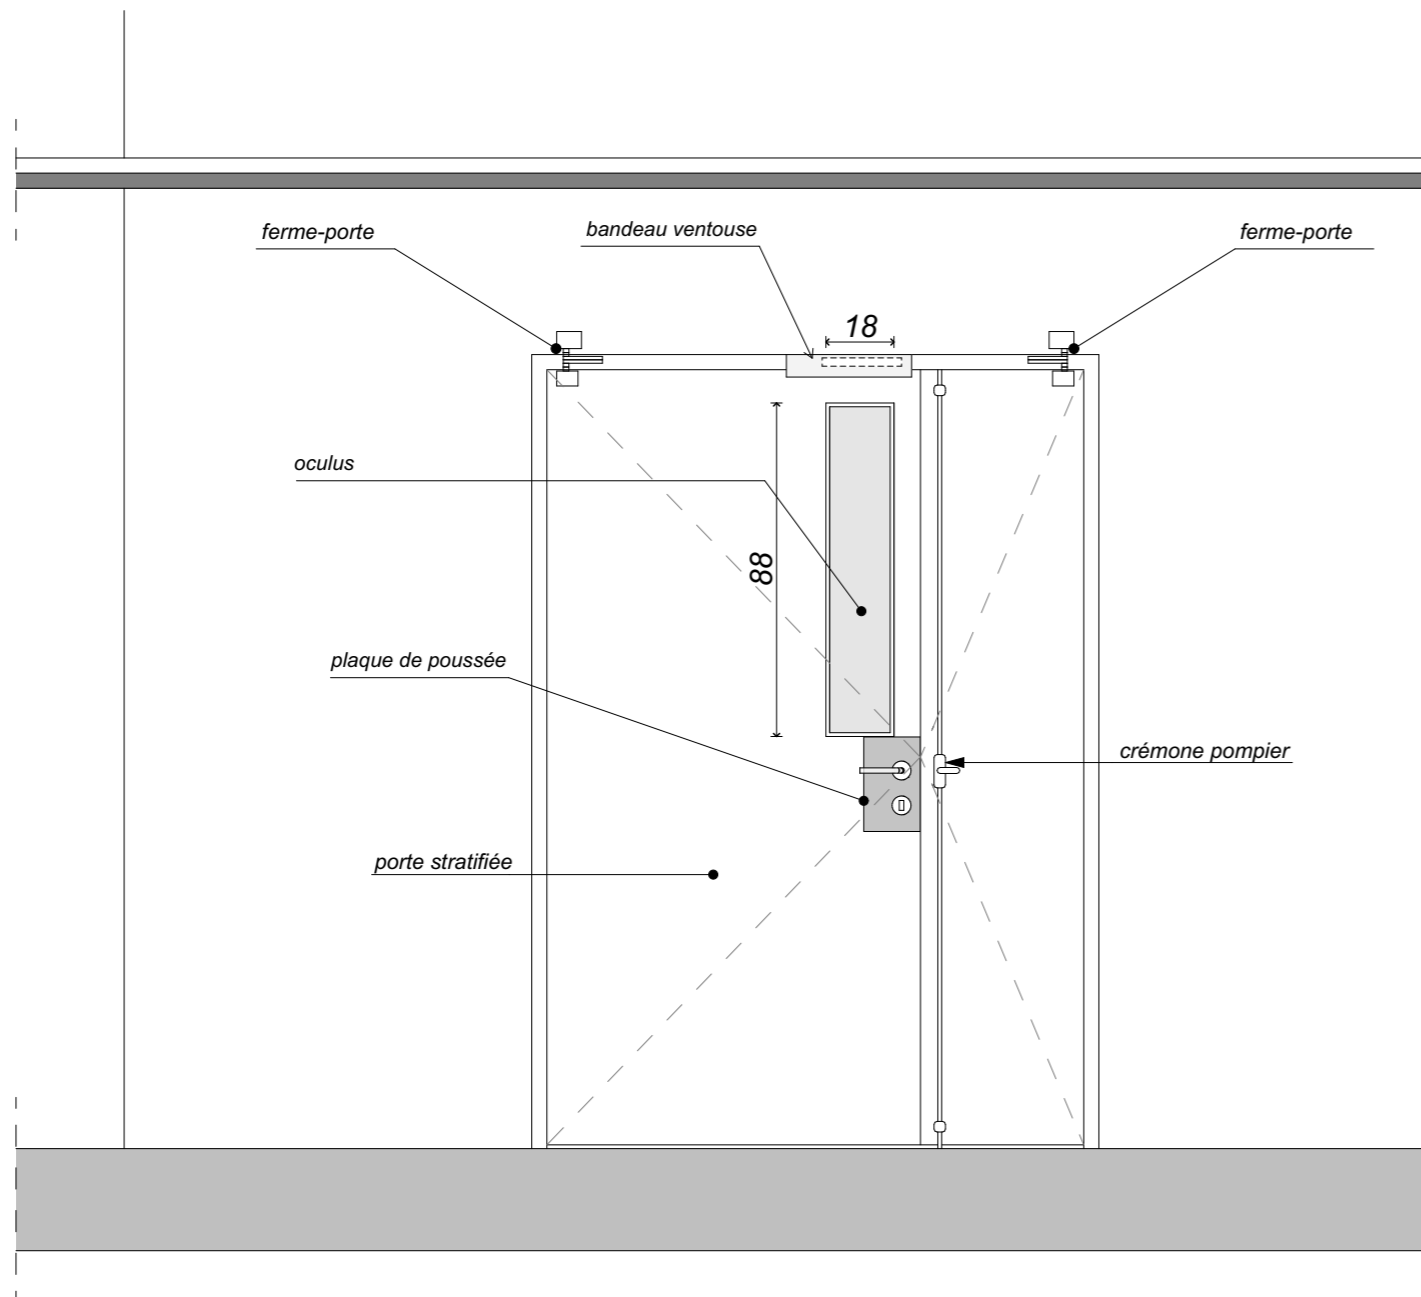 ferme-porte
bandeau ventouse
ferme-porte
18
oculus
88
plaque de poussée
crémone pompier
porte stratifiée